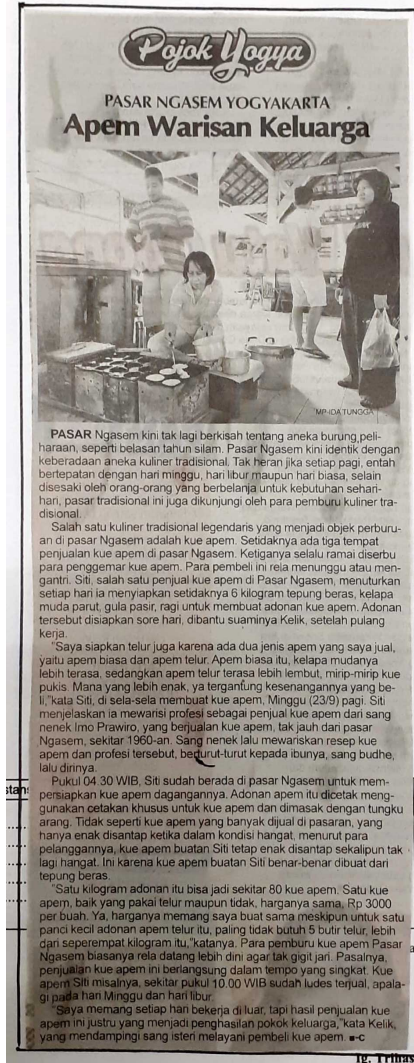 Pojok Yogya
PASAR NGASEM YOGYAKARTA
Apem Warisan Keluarga
MP-IDA TUNGGA
PASAR Ngasem kini tak lagi berkisah tentang aneka burung peli-
haraan, seperti belasan tahun silam. Pasar Ngasem kini identik dengan
keberadaan aneka kuliner tradisional. Tak heran jika setiap pagi, entah
bertepatan dengan hari minggu, hari libur maupun hari biasa, selain
disesaki oleh orang-orang yang berbelanja untuk kebutuhan sehari-
hari, pasar tradisional ini juga dikunjungi oleh para pemburu kuliner tra-
disional.
Salah satu kuliner tradisional legendaris yang menjadi objek perburu-
an di pasar Ngasem adalah kue apem. Setidaknya ada tiga tempat
penjualan kue apem di pasar Ngasem. Ketiganya selalu ramai diserbu
para penggemar kue apem. Para pembeli ini rela menunggu atau men-
gantri. Siti, salah satu penjual kue apem di Pasar Ngasem, menuturkan
setiap hari ia menyiapkan setidaknya 6 kilogram tepung beras, kelapa
muda parut, gula pasir, ragi untuk membuat adonan kue apem. Adonan
tersebut disiapkan sore hari, dibantu suaminya Kelik, setelah pulang
kerja.
"Saya siapkan telur juga karena ada dua jenis apem yang saya jual,
yaitu apem biasa dan apem telur. Apem biasa itu, kelapa mudanya
lebih terasa, sedangkan apem telur terasa lebih lembut, mirip-mirip kue
pukis. Mana yang lebih enak, ya tergantung kesenangannya yang be-
li,"kata Siti, di sela-sela membuat kue apem, Minggu (23/9) pagi. Siti
menjelaskan ia mewarisi profesi sebagai penjual kue apem dari sang
nenek Imo Prawiro, yang berjualan kue apem, tak jauh dari pasar
Ngasem, sekitar 1960-an. Sang nenek lalu mewariskan resep kue
apem dan profesi tersebut, berturut-turut kepada ibunya, sang budhe,
lalu dirinya.
Pukul 04.30 WIB, Siti sudah berada di pasar Ngasem untuk mem-
persiapkan kue apem dagangannya. Adonan apem itu dicetak meng-
gunakan cetakan khusus untuk kue apem dan dimasak dengan tungku
arang. Tidak seperti kue apem yang banyak dijual di pasaran, yang
hanya enak disantap ketika dalam kondisi hangat, menurut para
pelanggannya, kue apem buatan Siti tetap enak disantap sekalipun tak
lagi hangat. Ini karena kue apem buatan Siti benar-benar dibuat dari
tepung beras.
"Satu kilogram adonan itu bisa jadi sekitar 80 kue apem. Satu kue
apem, baik yang pakai telur maupun tidak, harganya sama, Rp 3000
per buah. Ya, harganya memang saya buat sama meskipun untuk satu
panci kecil adonan apem telur itu, paling tidak butuh 5 butir telur, lebih
dari seperempat kilogram itu,"katanya. Para pemburu kue apem Pasar
Ngasem biasanya rela datang lebih dini agar tak gigit jari. Pasalnya,
penjualan kue apem ini berlangsung dalam tempo yang singkat. Kue
apem Siti misalnya, sekitar pukul 10.00 WIB sudah ludes terjual, apala-
gi pada hari Minggu dan hari libur.
"Saya memang setiap hari bekerja di luar, tapi hasil penjualan kue
apem ini justru yang menjadi penghasilan pokok keluarga,"kata Kelik,
yang mendampingi sang isteri melayani pembeli kue apem. ■-c